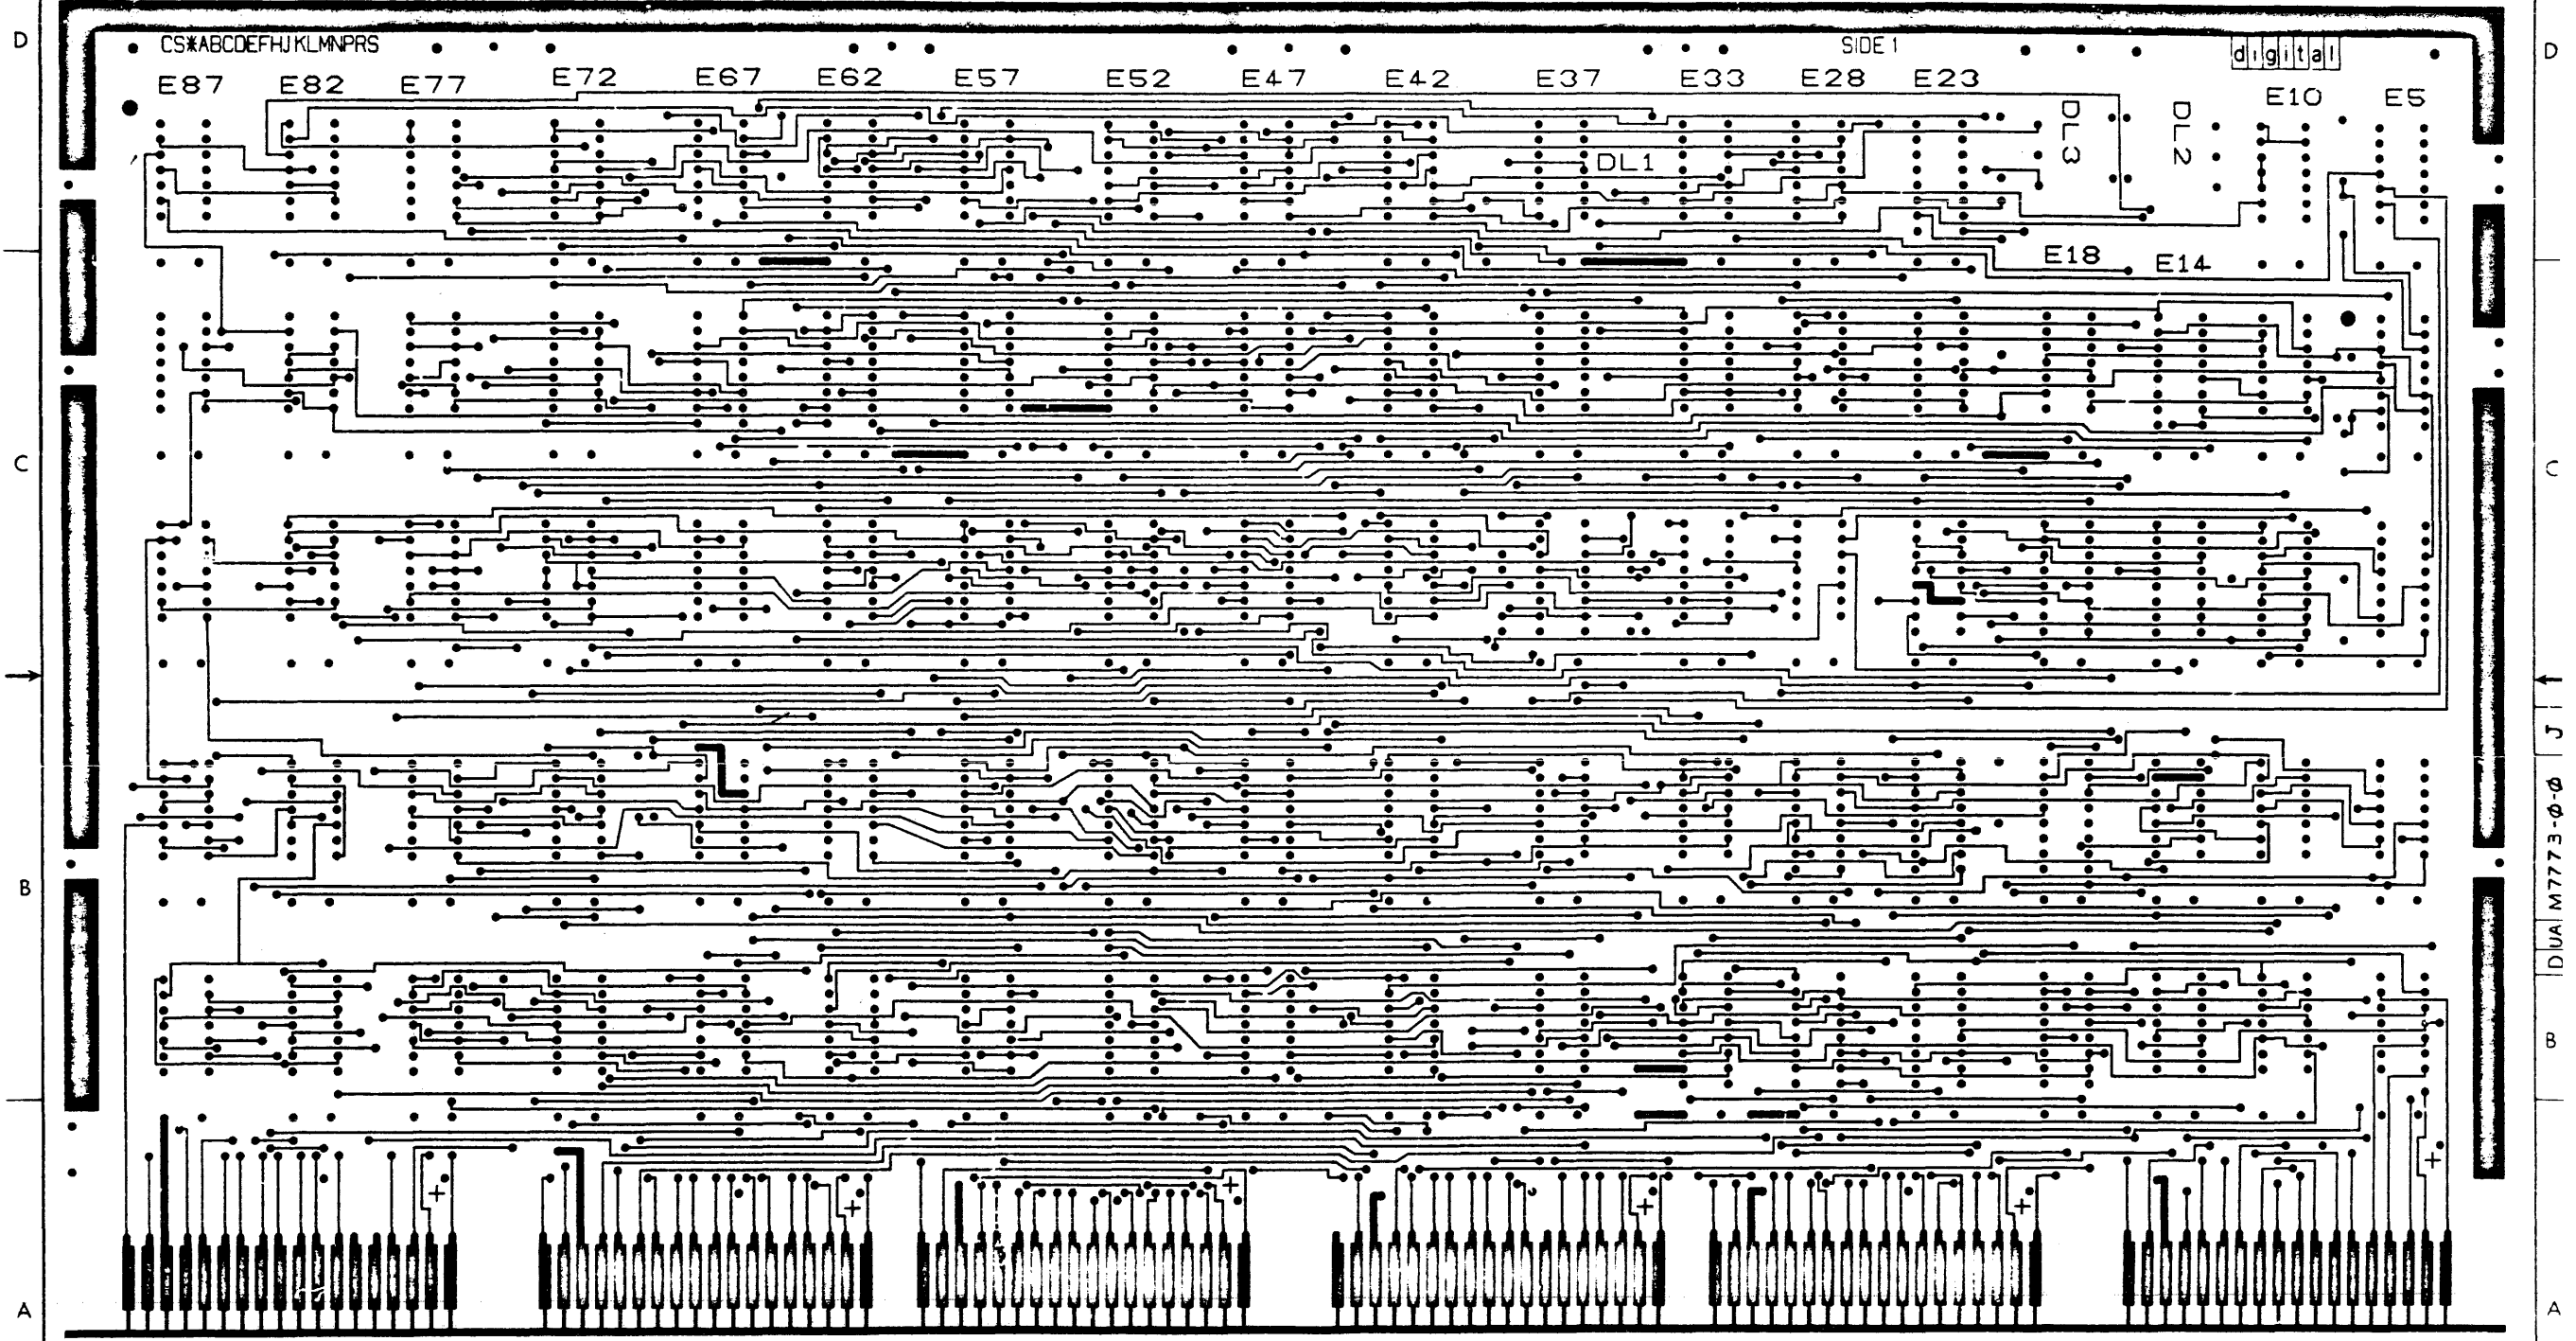 D
CS*ABCDEFHJKLMNPRS
SIDE 1
digital
D
E87 E82 E77 E72 E67 E62 E57 E52 E47 E42 E37 E33 E28 E23 E10 E5
DL1
DL3
DL2
E18 E14
C
C
J
M7773-Ø-Ø
UA
D
B
B
A
A